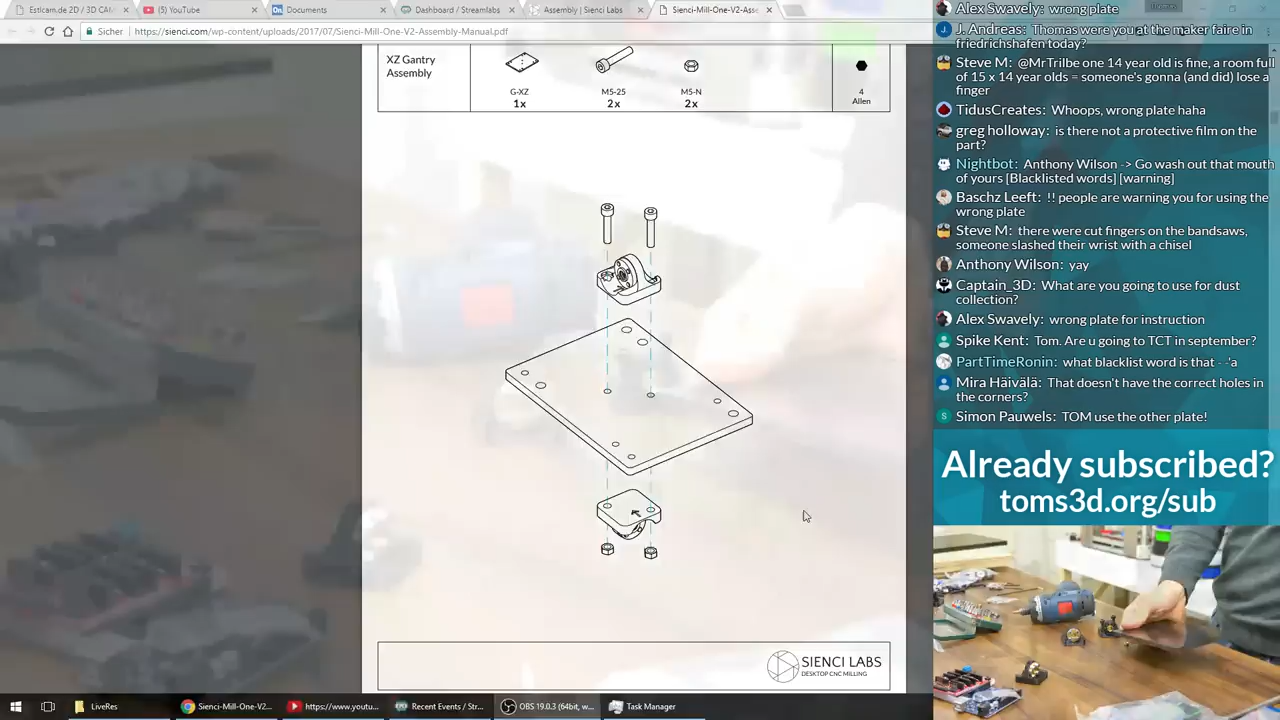 Estlcam.de 2D / 3D CAM
(5) YouTube
Documents
Dashboard / Streamlabs
Assembly | Sienci Labs
Sienci-Mill-One-V2-Asse
Thomas
Sicher
https://sienci.com/wp-content/uploads/2017/07/Sienci-Mill-One-V2-Assembly-Manual.pdf
XZ Gantry
Assembly
G-XZ
1x
M5-25
2x
M5-N
2x
4
Allen
SIENCI LABS
DESKTOP CNC MILLING
Alex Swavely: wrong plate
J. Andreas: Thomas were you at the maker faire in
friedrichshafen today?
Steve M: @MrTrilbe one 14 year old is fine, a room full
of 15 x 14 year olds = someone's gonna (and did) lose a
finger
TidusCreates: Whoops, wrong plate haha
greg holloway: is there not a protective film on the
part?
Nightbot: Anthony Wilson -> Go wash out that mouth
of yours [Blacklisted words] [warning]
Baschz Leeft: !! people are warning you for using the
wrong plate
Steve M: there were cut fingers on the bandsaws,
someone slashed their wrist with a chisel
Anthony Wilson: yay
Captain_3D: What are you going to use for dust
collection?
Alex Swavely: wrong plate for instruction
Spike Kent: Tom. Are u going to TCT in september?
PartTimeRonin: what blacklist word is that - -'a
Mira Häivälä: That doesn't have the correct holes in
the corners?
Simon Pauwels: TOM use the other plate!
Already subscribed?
toms3d.org/sub
LiveRes
Sienci-Mill-One-V2...
https://www.youtu...
Recent Events / Str...
OBS 19.0.3 (64bit, w...
Task Manager